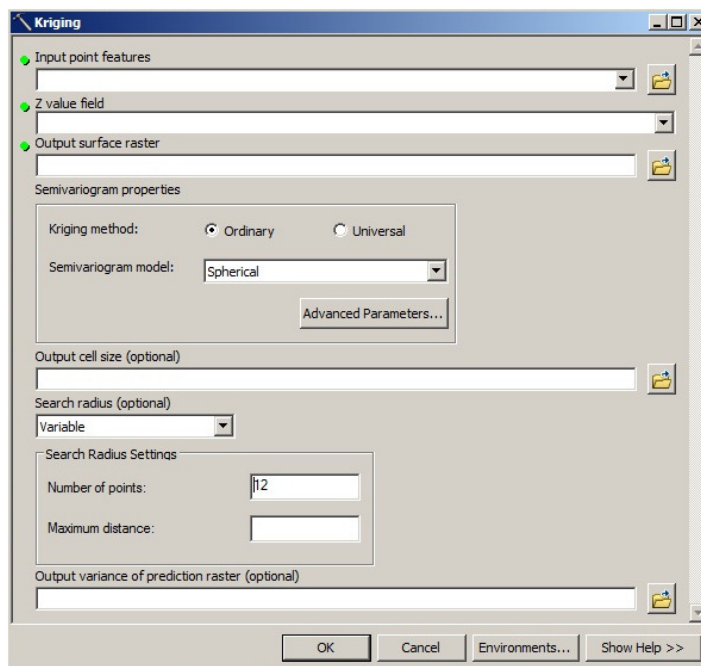 Kriging
Input point features
Z value field
Output surface raster
Semivariogram properties
Kriging method: Ordinary Universal
Semivariogram model: Spherical
Advanced Parameters...
Output cell size (optional)
Search radius (optional)
Variable
Search Radius Settings
Number of points: 12
Maximum distance:
Output variance of prediction raster (optional)
OK Cancel Environments... Show Help >>